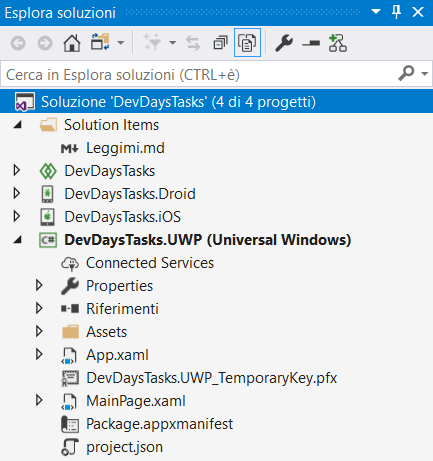 Esplora soluzioni
Cerca in Esplora soluzioni (CTRL+è)
Soluzione 'DevDaysTasks' (4 di 4 progetti)
Solution Items
M↓ Leggimi.md
DevDaysTasks
DevDaysTasks.Droid
DevDaysTasks.iOS
C# DevDaysTasks.UWP (Universal Windows)
Connected Services
Properties
Riferimenti
Assets
App.xaml
DevDaysTasks.UWP_TemporaryKey.pfx
MainPage.xaml
Package.appxmanifest
project.json